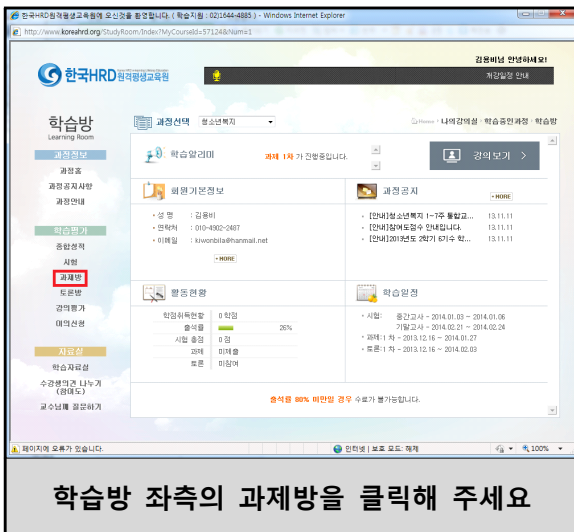 한국HRD원격평생교육원에 오신것을 환영합니다. ( 학습지원 : 02)1644-4885 ) - Windows Internet Explorer
http://www.koreahrd.org/StudyRoom/Index?MyCourseId=57124&Num=1
김용비님 안녕하세요!
한국HRD원격평생교육원
개강일정 안내
학습방
Learning Room
과정선택 청소년복지
Home > 나의강의실 > 학습중인과정 > 학습방
과정정보
과정홈
과정공지사항
과정안내
학습평가
종합성적
시험
과제방
토론방
강의평가
이의신청
자료실
학습자료실
수강생의견 나누기
(참여도)
교수님께 질문하기
학습알리미
과제 1차 가 진행중입니다.
강의보기 >
회원기본정보
· 성 명 : 김용비
· 연락처 : 010-4902-2487
· 이메일 : kiwonbila@hanmail.net
· MORE
과정공지
· MORE
· [안내]청소년복지 1~7주 통합교... 13.11.11
· [안내]참여도점수 안내입니다. 13.11.11
· [안내]2013년도 2학기 6기수 학... 13.11.11
활동현황
학점취득현황 0 학점
출석률 26%
시험 총점 0 점
과제 미제출
토론 미참여
학습일정
· 시험: 중간고사 - 2014.01.03 ~ 2014.01.06
기말고사 - 2014.02.21 ~ 2014.02.24
· 과제:1 차 - 2013.12.16 ~ 2014.01.27
· 토론:1 차 - 2013.12.16 ~ 2014.02.03
출석률 80% 미만일 경우 수료가 불가능합니다.
페이지에 오류가 있습니다.
인터넷 | 보호 모드: 해제
100%
학습방 좌측의 과제방을 클릭해 주세요